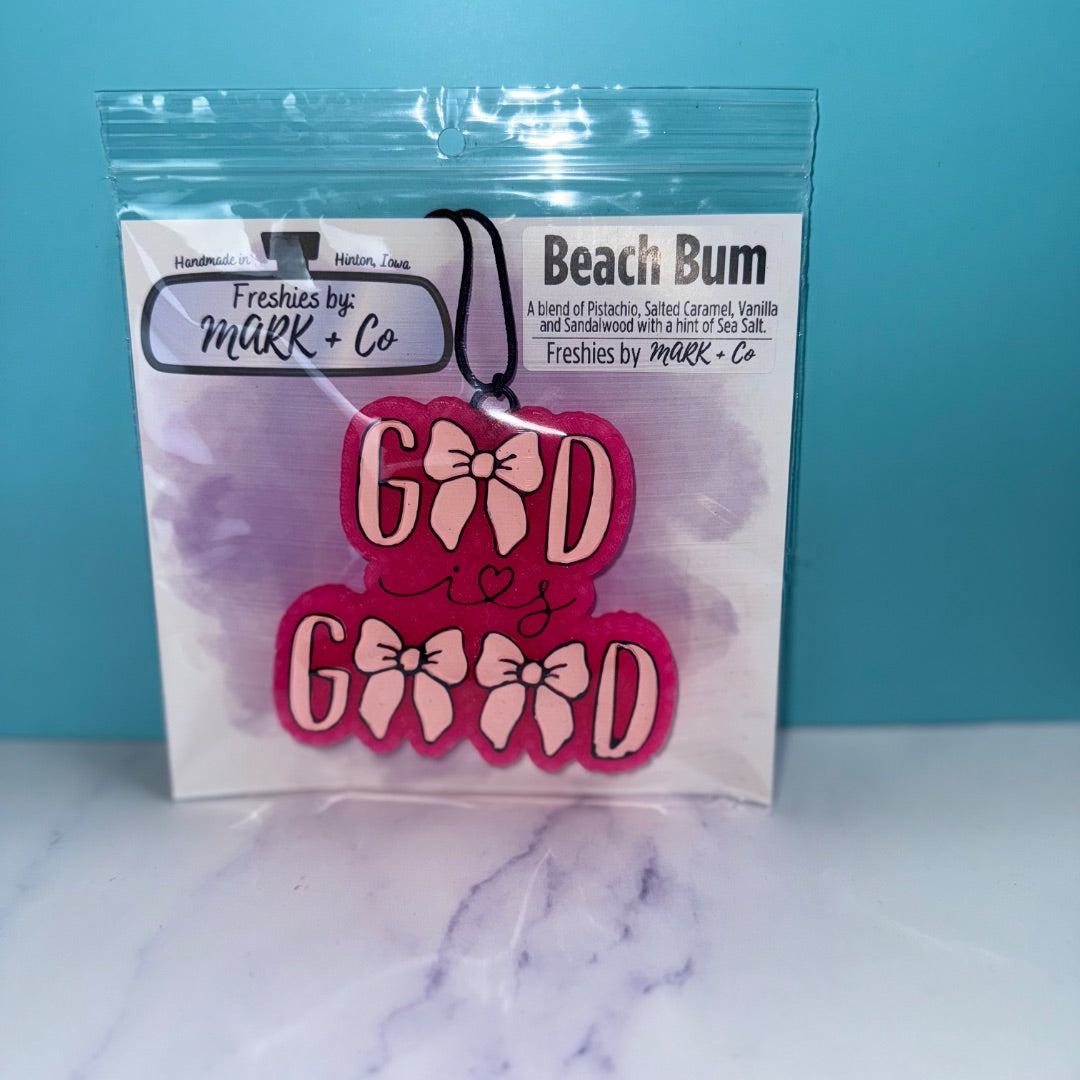 Handmade in Hinton, Iowa
Freshies by:
MARK + Co
Beach Bum
A blend of Pistachio, Salted Caramel, Vanilla
and Sandalwood with a hint of Sea Salt.
Freshies by MARK + Co
GOD
is
GOOD